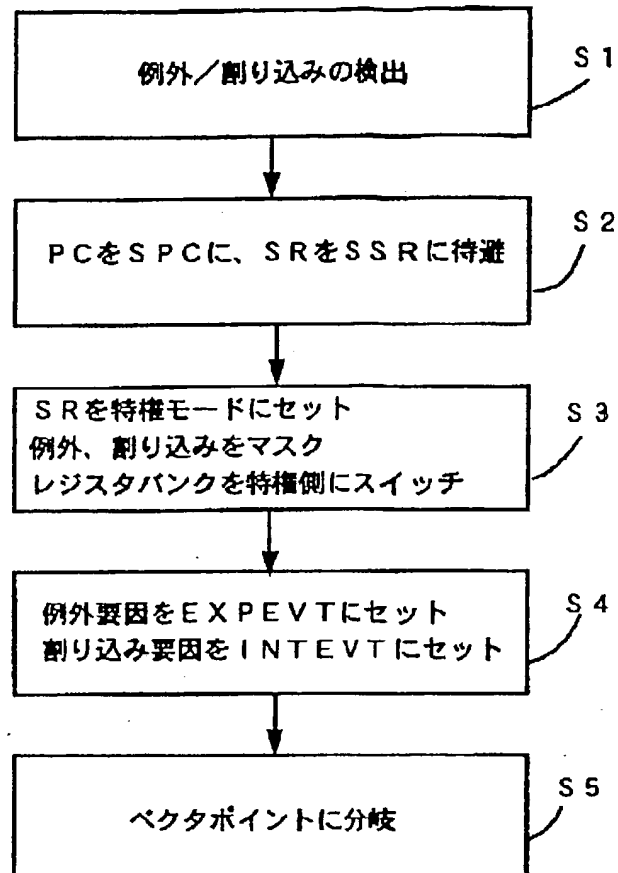 例外／割り込みの検出
S1
PCをSPCに、SRをSSRに待避
S2
SRを特権モードにセット
例外、割り込みをマスク
レジスタバンクを特権側にスイッチ
S3
例外要因をEXPEVTにセット
割り込み要因をINTEVTにセット
S4
ベクタポイントに分岐
S5